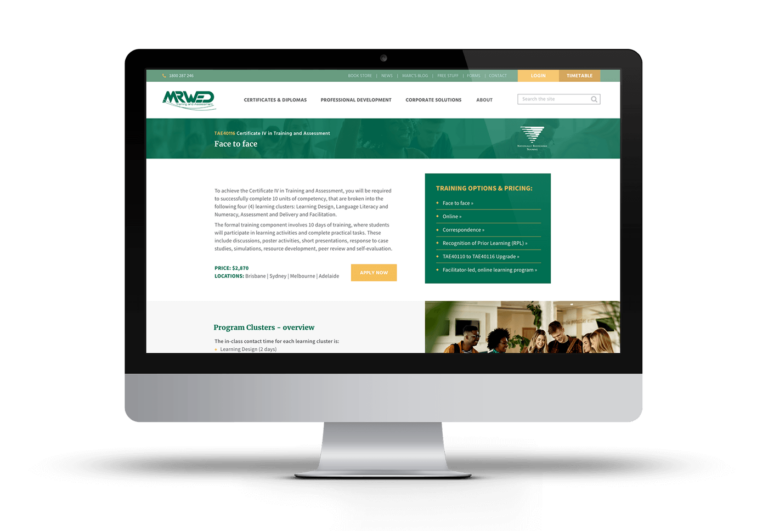 1800 287 246
BOOK STORE | NEWS | MARC'S BLOG | FREE STUFF | FORMS | CONTACT
LOGIN
TIMETABLE
MRWED
CERTIFICATES & DIPLOMAS
PROFESSIONAL DEVELOPMENT
CORPORATE SOLUTIONS
ABOUT
Search the site
TAE40116 Certificate IV in Training and Assessment
Face to face
To achieve the Certificate IV in Training and Assessment, you will be required
to successfully complete 10 units of competency, that are broken into the
following four (4) learning clusters: Learning Design, Language Literacy and
Numeracy, Assessment and Delivery and Facilitation.
The formal training component involves 10 days of training, where students
will participate in learning activities and complete practical tasks. These
include discussions, poster activities, short presentations, response to case
studies, simulations, resource development, peer review and self-evaluation.
PRICE: $2,870
LOCATIONS: Brisbane | Sydney | Melbourne | Adelaide
APPLY NOW
TRAINING OPTIONS & PRICING:
Face to face »
Online »
Correspondence »
Recognition of Prior Learning (RPL) »
TAE40110 to TAE40116 Upgrade »
Facilitator-led, online learning program »
Program Clusters – overview
The in-class contact time for each learning cluster is:
Learning Design (2 days)